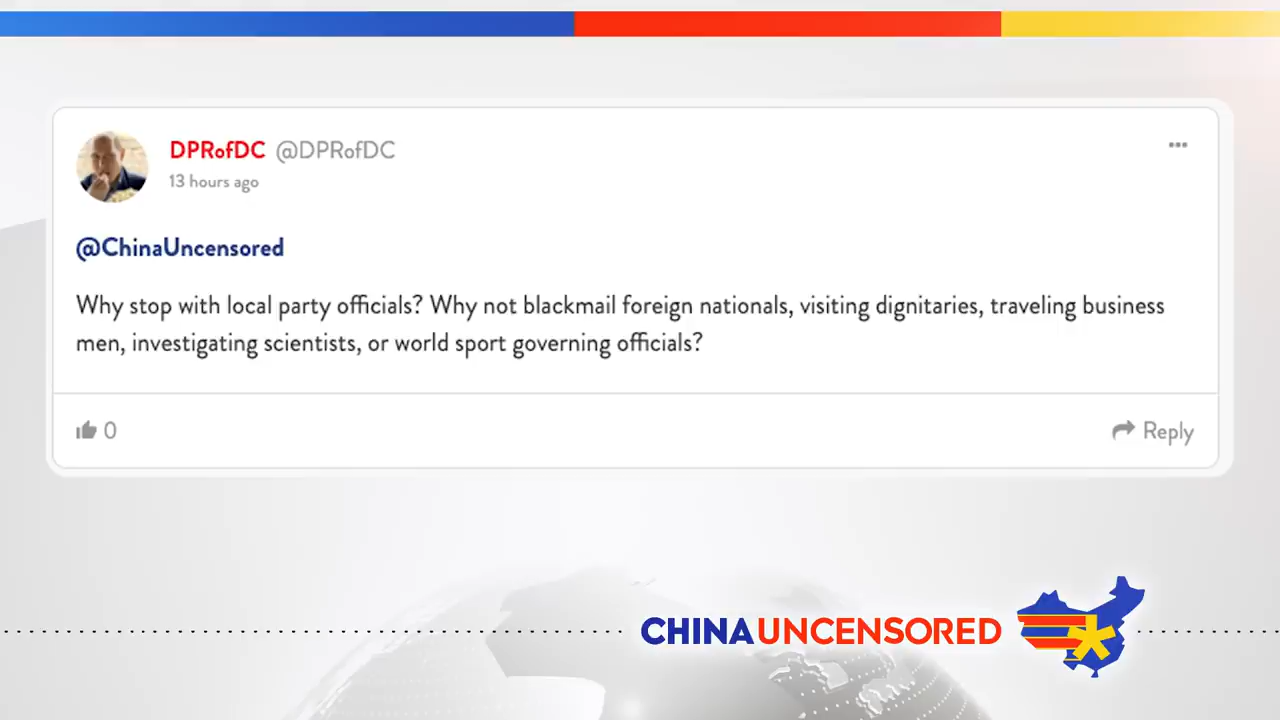 DPRofDC @DPRofDC
13 hours ago
@ChinaUncensored
Why stop with local party officials? Why not blackmail foreign nationals, visiting dignitaries, traveling business
men, investigating scientists, or world sport governing officials?
0
Reply
CHINAUNCENSORED